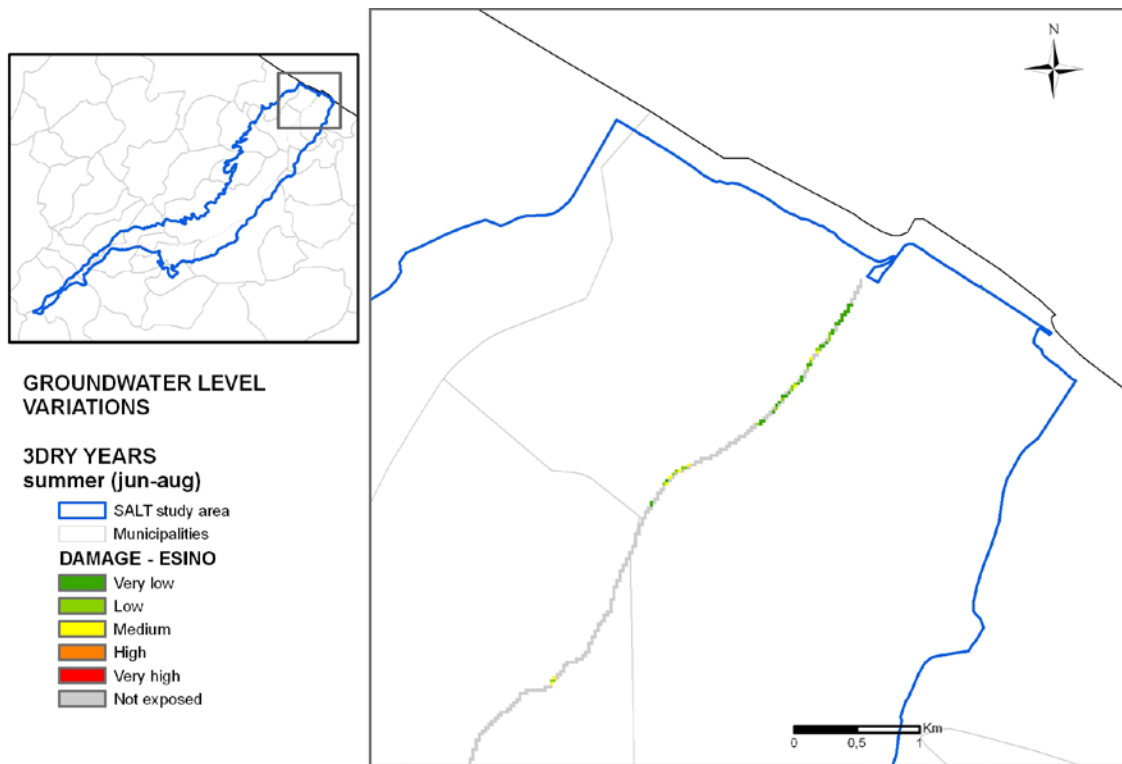 N
GROUNDWATER LEVEL
VARIATIONS
3DRY YEARS
summer (jun-aug)
SALT study area
Municipalities
DAMAGE - ESINO
Very low
Low
Medium
High
Very high
Not exposed
Km
0 0,5 1